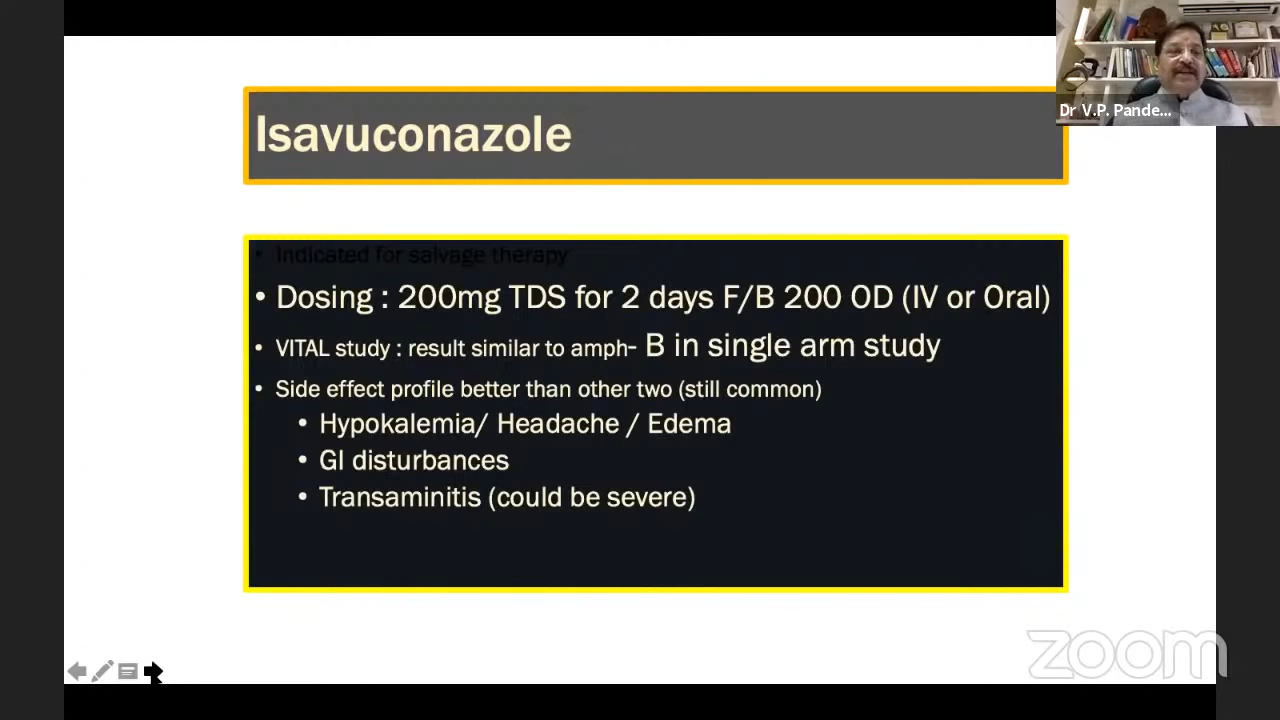 Dr V.P. Pande...
Isavuconazole
• Indicated for salvage therapy
• Dosing : 200mg TDS for 2 days F/B 200 OD (IV or Oral)
• VITAL study : result similar to amph- B in single arm study
• Side effect profile better than other two (still common)
• Hypokalemia/ Headache / Edema
• GI disturbances
• Transaminitis (could be severe)
zoom